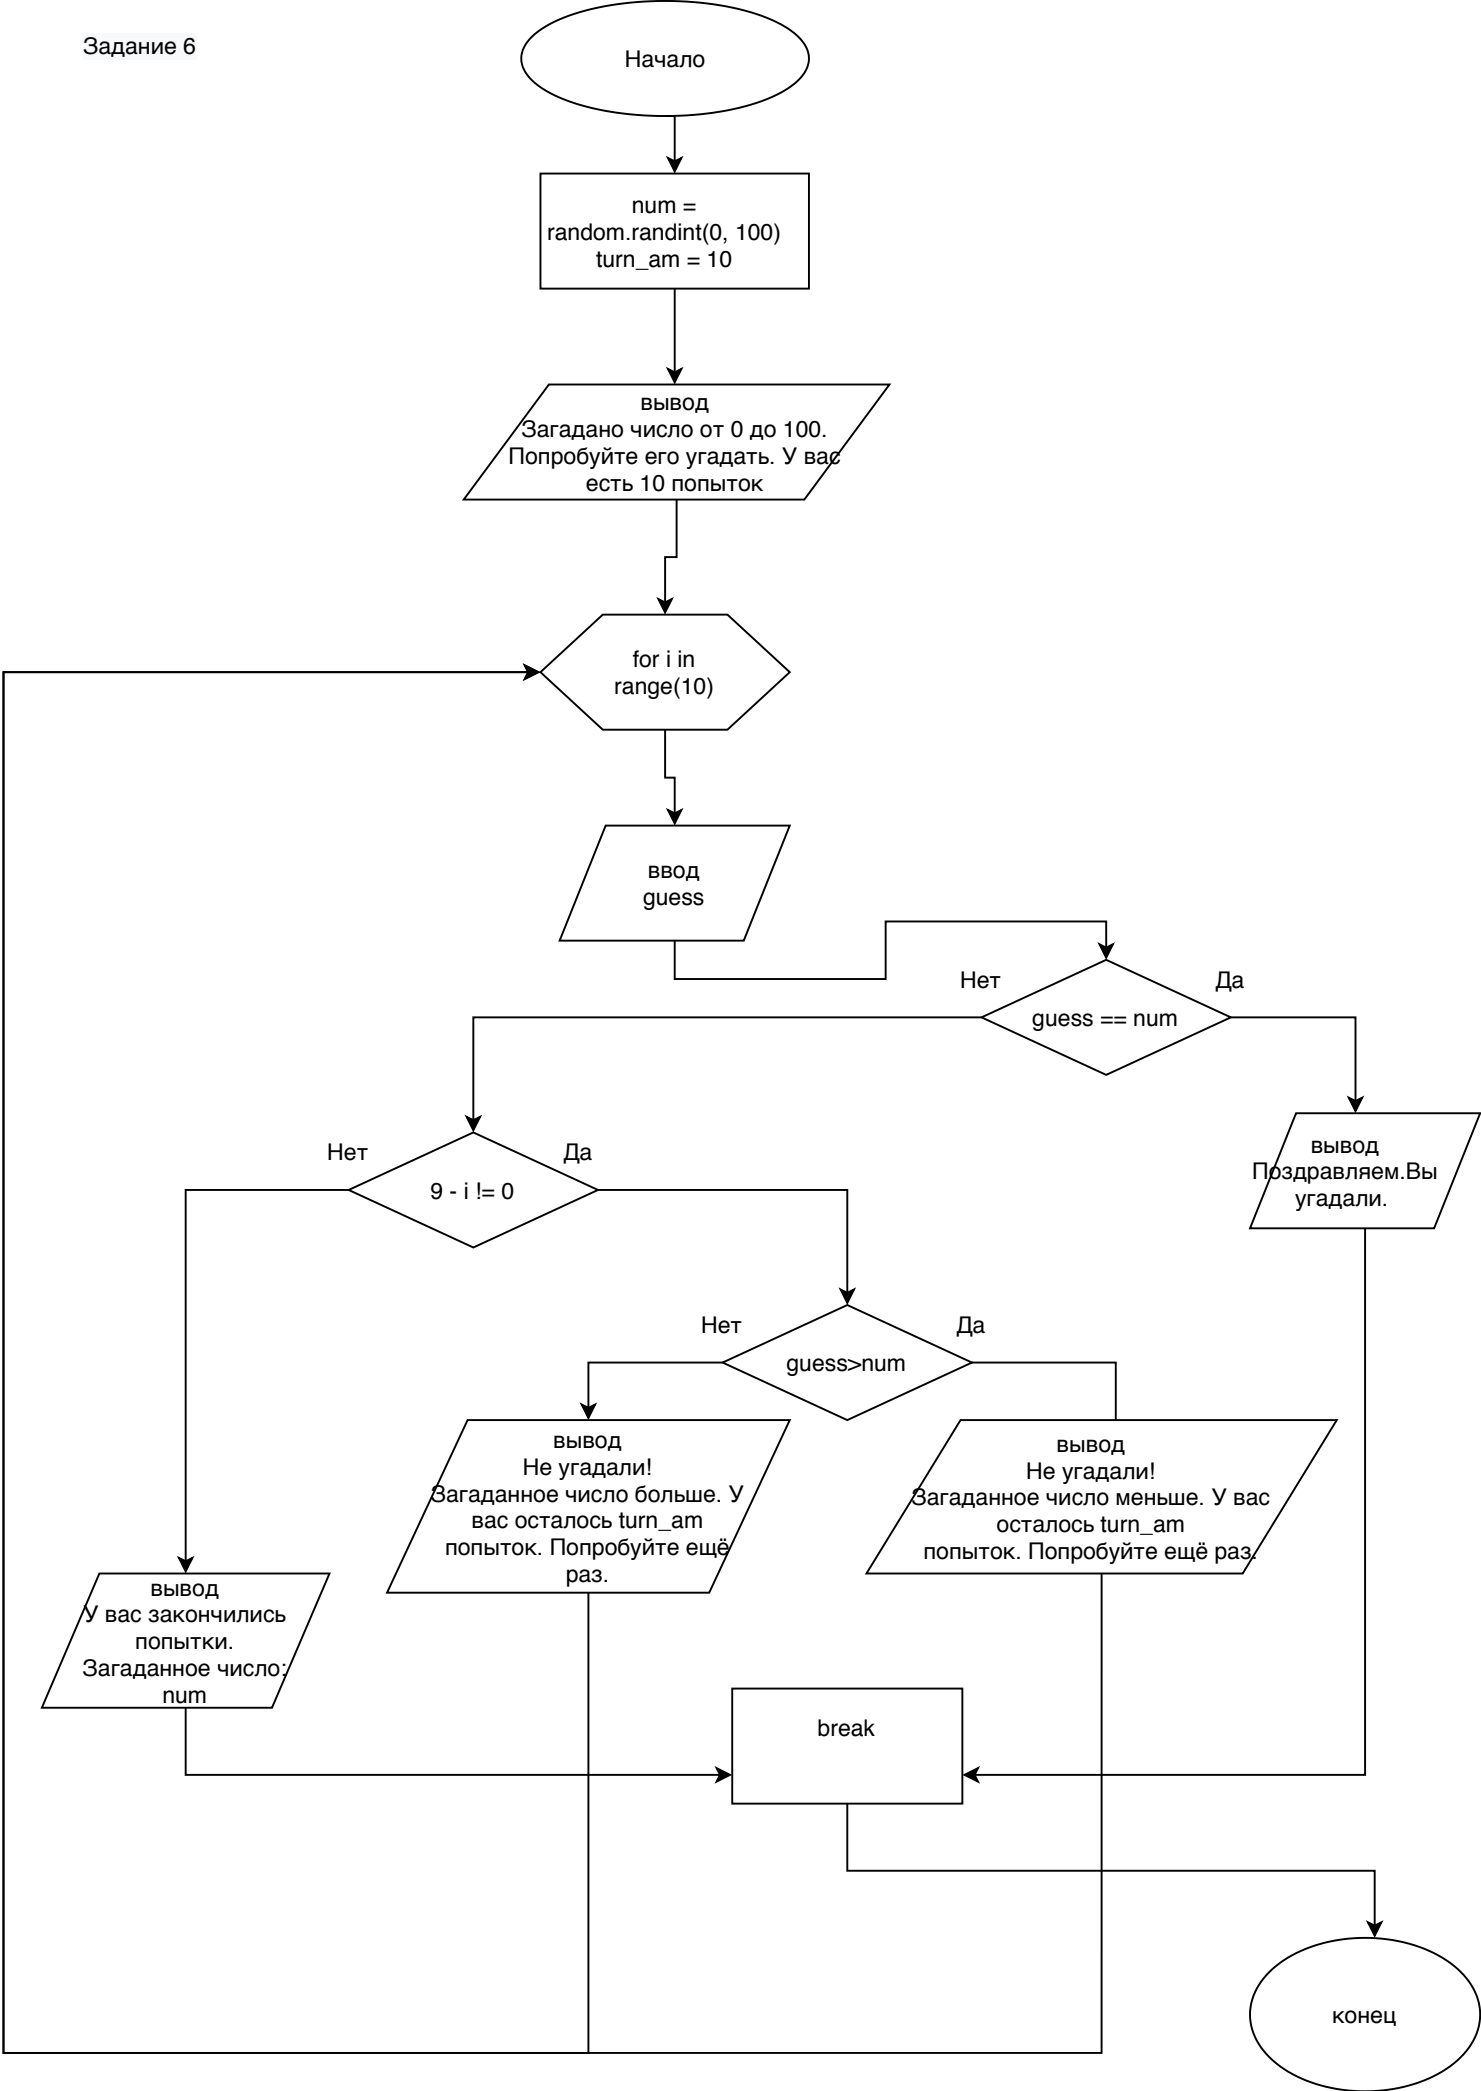 Задание 6
Начало
num =
random.randint(0, 100)
turn_am = 10
вывод
Загадано число от 0 до 100.
Попробуйте его угадать. У вас
есть 10 попыток
for i in
range(10)
ввод
guess
Нет
Да
guess == num
Нет
Да
9 - i != 0
вывод
Поздравляем.Вы
угадали.
Нет
Да
guess>num
вывод
Не угадали!
Загаданное число больше. У
вас осталось turn_am
попыток. Попробуйте ещё
раз.
вывод
Не угадали!
Загаданное число меньше. У вас
осталось turn_am
попыток. Попробуйте ещё раз.
вывод
У вас закончились
попытки.
Загаданное число:
num
break
конец